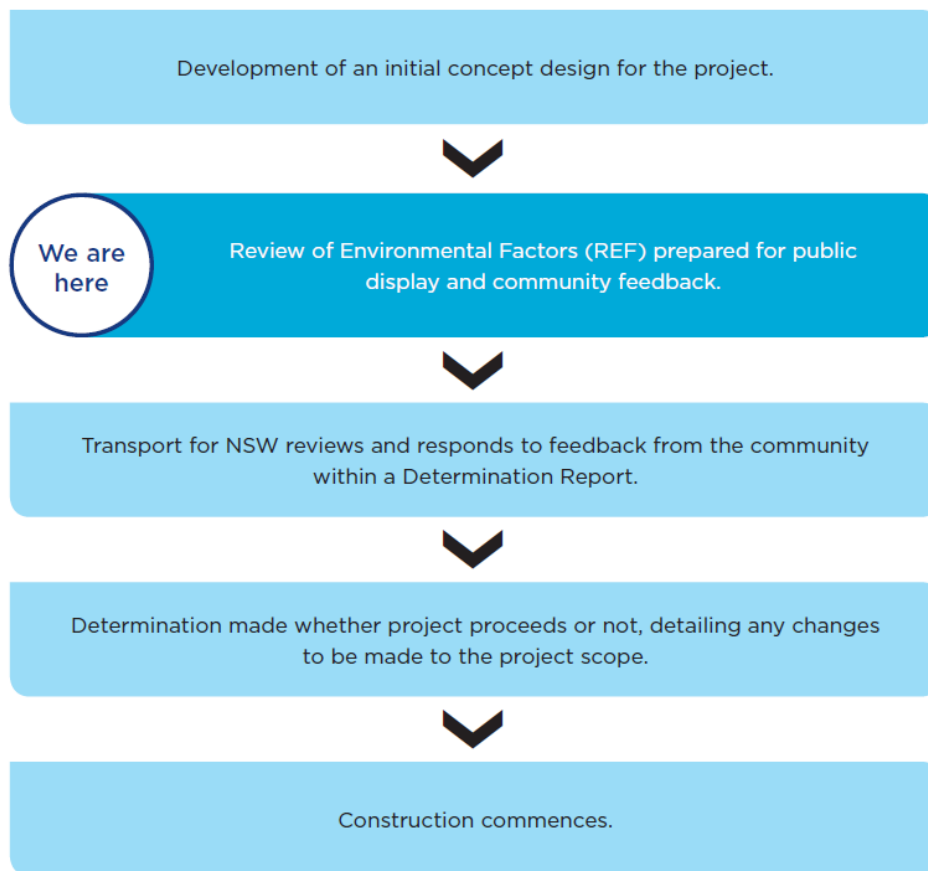 Development of an initial concept design for the project.
We are
here
Review of Environmental Factors (REF) prepared for public
display and community feedback.
Transport for NSW reviews and responds to feedback from the community
within a Determination Report.
Determination made whether project proceeds or not, detailing any changes
to be made to the project scope.
Construction commences.